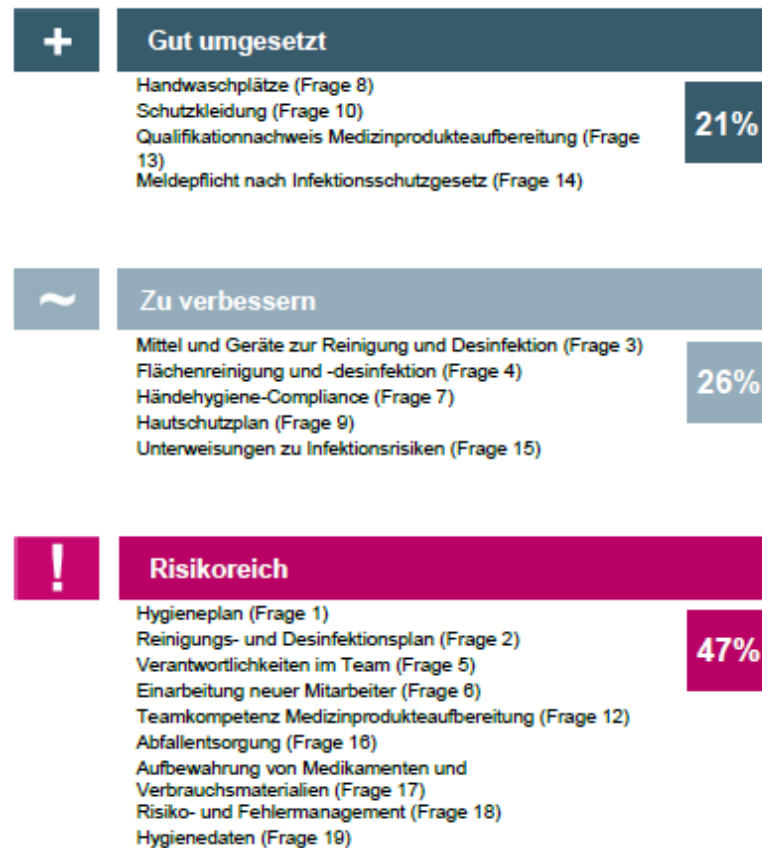 + Gut umgesetzt
Handwaschplätze (Frage 8)
Schutzkleidung (Frage 10)
Qualifikationnachweis Medizinprodukteaufbereitung (Frage
13)
Meldepflicht nach Infektionsschutzgesetz (Frage 14)
21%
~ Zu verbessern
Mittel und Geräte zur Reinigung und Desinfektion (Frage 3)
Flächenreinigung und -desinfektion (Frage 4)
Händehygiene-Compliance (Frage 7)
Hautschutzplan (Frage 9)
Unterweisungen zu Infektionsrisiken (Frage 15)
26%
! Risikoreich
Hygieneplan (Frage 1)
Reinigungs- und Desinfektionsplan (Frage 2)
Verantwortlichkeiten im Team (Frage 5)
Einarbeitung neuer Mitarbeiter (Frage 6)
Teamkompetenz Medizinprodukteaufbereitung (Frage 12)
Abfallentsorgung (Frage 16)
Aufbewahrung von Medikamenten und
Verbrauchsmaterialien (Frage 17)
Risiko- und Fehlermanagement (Frage 18)
Hygienedaten (Frage 19)
47%